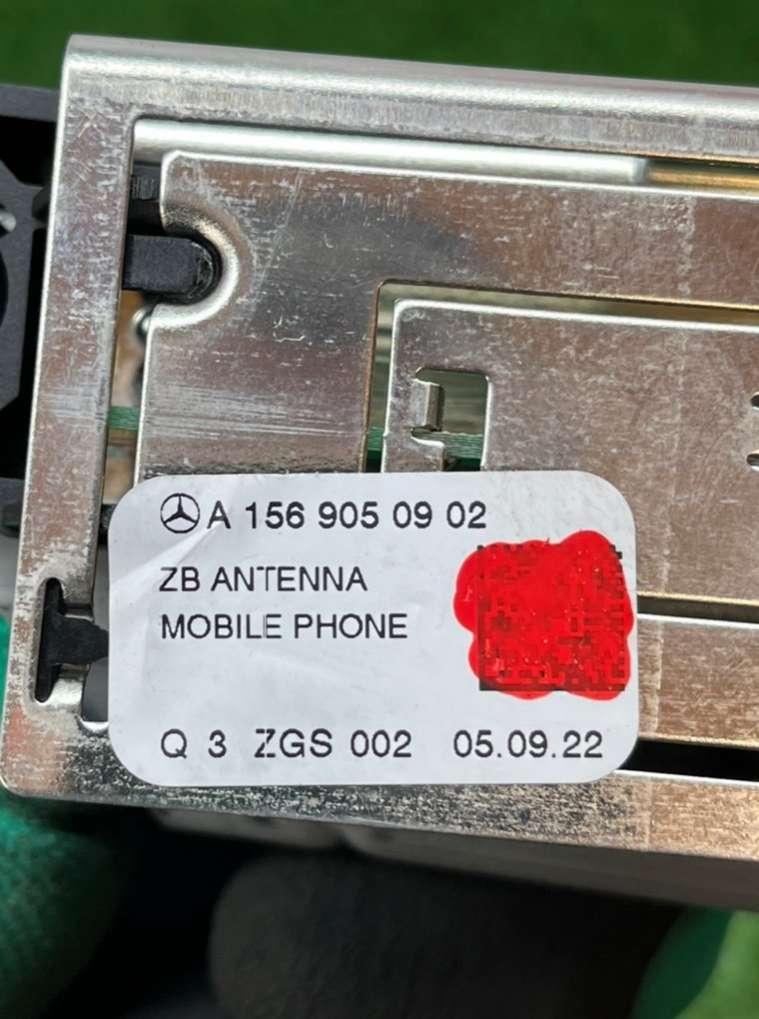 A 156 905 09 02
ZB ANTENNA
MOBILE PHONE
Q 3 ZGS 002 05.09.22